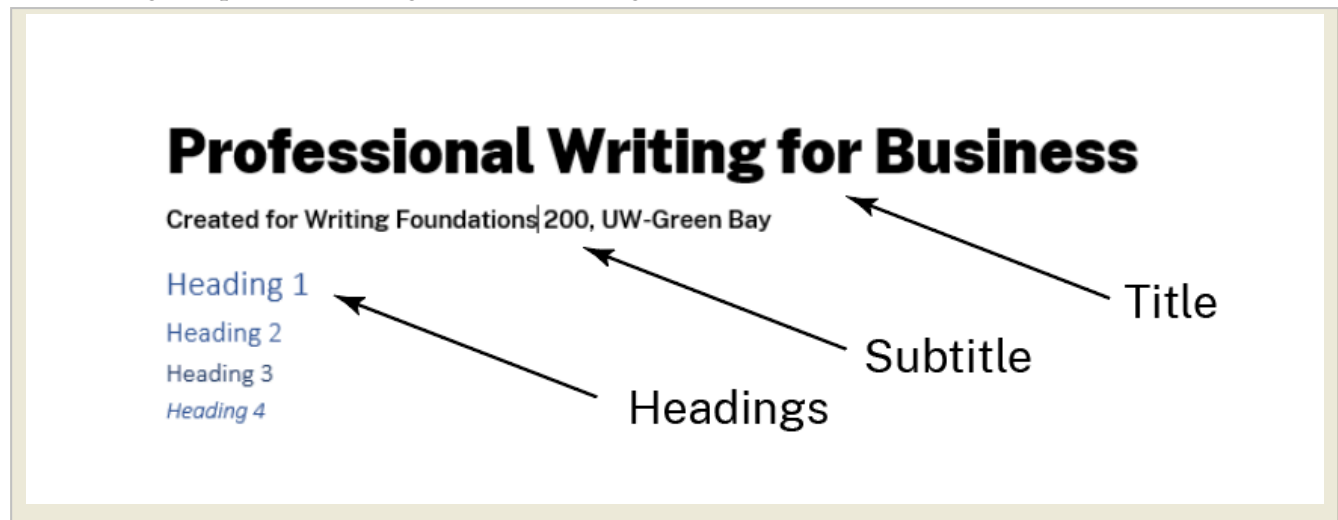 Professional Writing for Business
Created for Writing Foundations 200, UW-Green Bay
Heading 1
Title
Heading 2
Subtitle
Heading 3
Headings
Heading 4